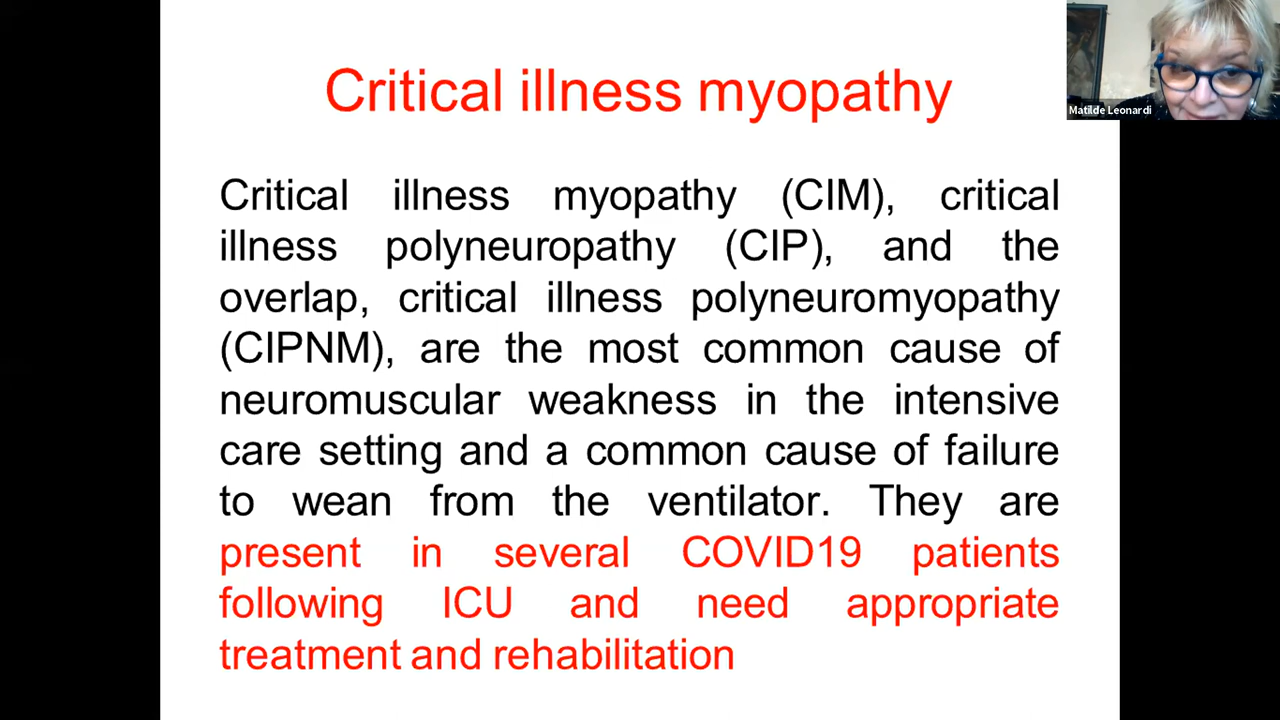 Critical illness myopathy
Matilde Leonardi
Critical illness myopathy (CIM), critical
illness polyneuropathy (CIP), and the
overlap, critical illness polyneuromyopathy
(CIPNM), are the most common cause of
neuromuscular weakness in the intensive
care setting and a common cause of failure
to wean from the ventilator. They are
present in several COVID19 patients
following ICU and need appropriate
treatment and rehabilitation